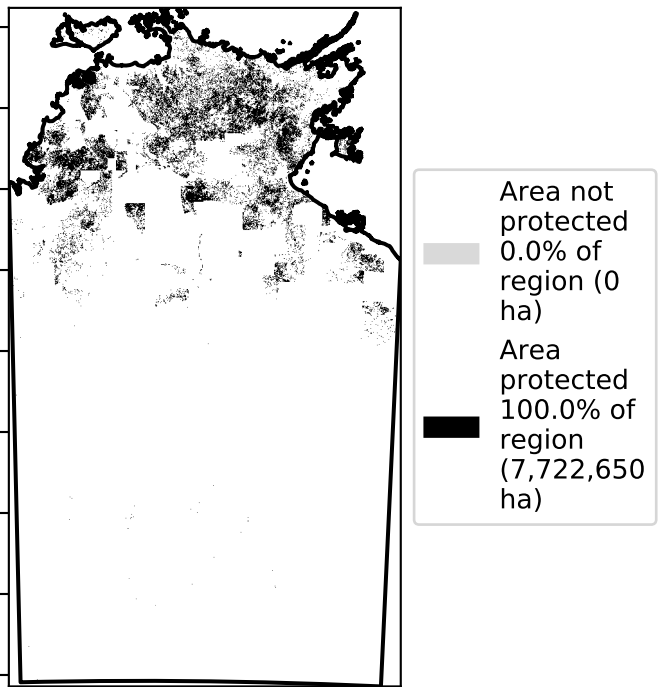 Area not
protected
0.0% of
region (0
ha)
Area
protected
100.0% of
region
(7,722,650
ha)